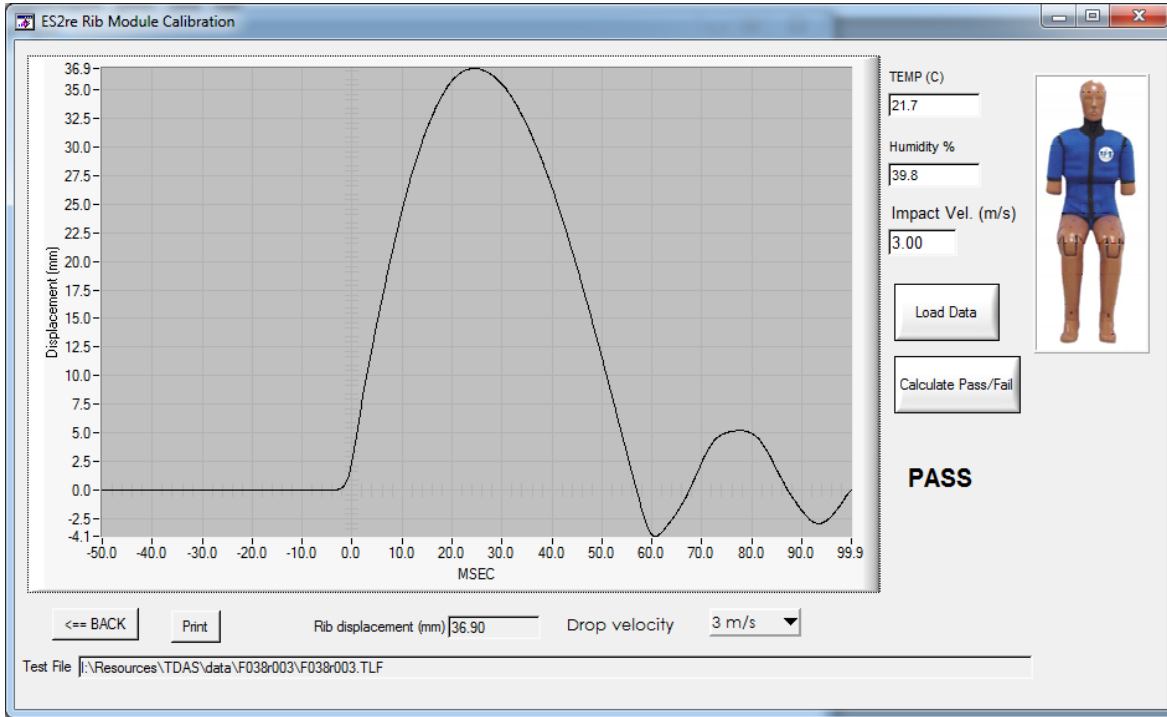 ES2re Rib Module Calibration
36.9
35.0
32.5
30.0
27.5
25.0
22.5
20.0
17.5
15.0
12.5
10.0
7.5
5.0
2.5
0.0
-2.5
-4.1
Displacement (mm)
-50.0 -40.0 -30.0 -20.0 -10.0 0.0 10.0 20.0 30.0 40.0 50.0 60.0 70.0 80.0 90.0 99.9
MSEC
TEMP (C)
21.7
Humidity %
39.8
Impact Vel. (m/s)
3.00
Load Data
Calculate Pass/Fail
PASS
<== BACK
Print
Rib displacement (mm) 36.90
Drop velocity
3 m/s
Test File I:\Resources\TDAS\data\F038r003\F038r003.TLF